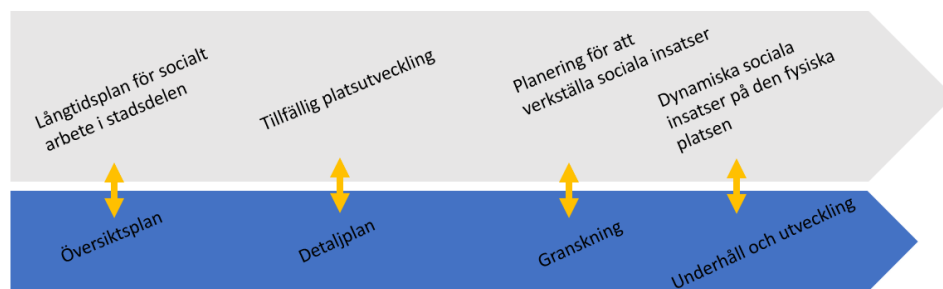 Långtidsplan för socialt
arbete i stadsdelen
Tillfällig platsutveckling
Planering för att
verkställa sociala insatser
Dynamiska sociala
insatser på den fysiska
platsen
Översiktsplan
Detaljplan
Granskning
Underhåll och utveckling